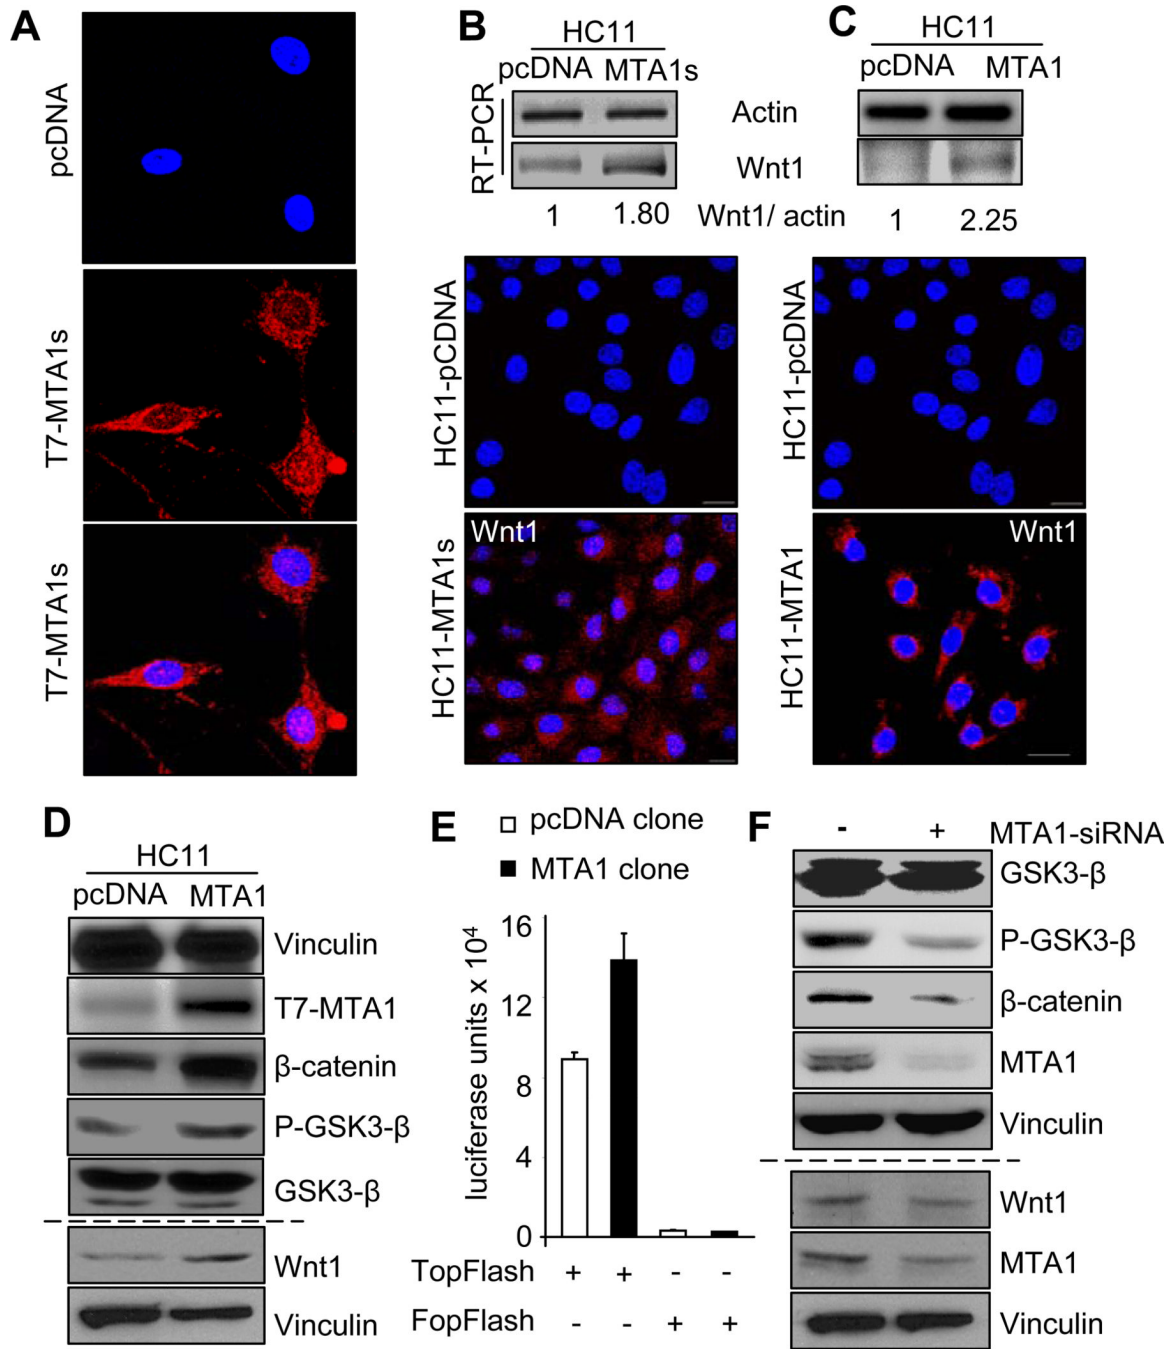 A
pcDNA
T7-MTA1s
T7-MTA1s
B
HC11
pcDNA MTA1s
RT-PCR
Actin
Wnt1
1 1.80 Wnt1/ actin
HC11-pCDNA
HC11-MTA1s
Wnt1
C
HC11
pcDNA MTA1
1 2.25
HC11-pcDNA
HC11-MTA1
Wnt1
D
HC11
pcDNA MTA1
Vinculin
T7-MTA1
β-catenin
P-GSK3-β
GSK3-β
Wnt1
Vinculin
E
pcDNA clone
MTA1 clone
luciferase units x 10⁴
16
12
8
4
0
TopFlash + + - -
FopFlash - - + +
F
- + MTA1-siRNA
GSK3-β
P-GSK3-β
β-catenin
MTA1
Vinculin
Wnt1
MTA1
Vinculin